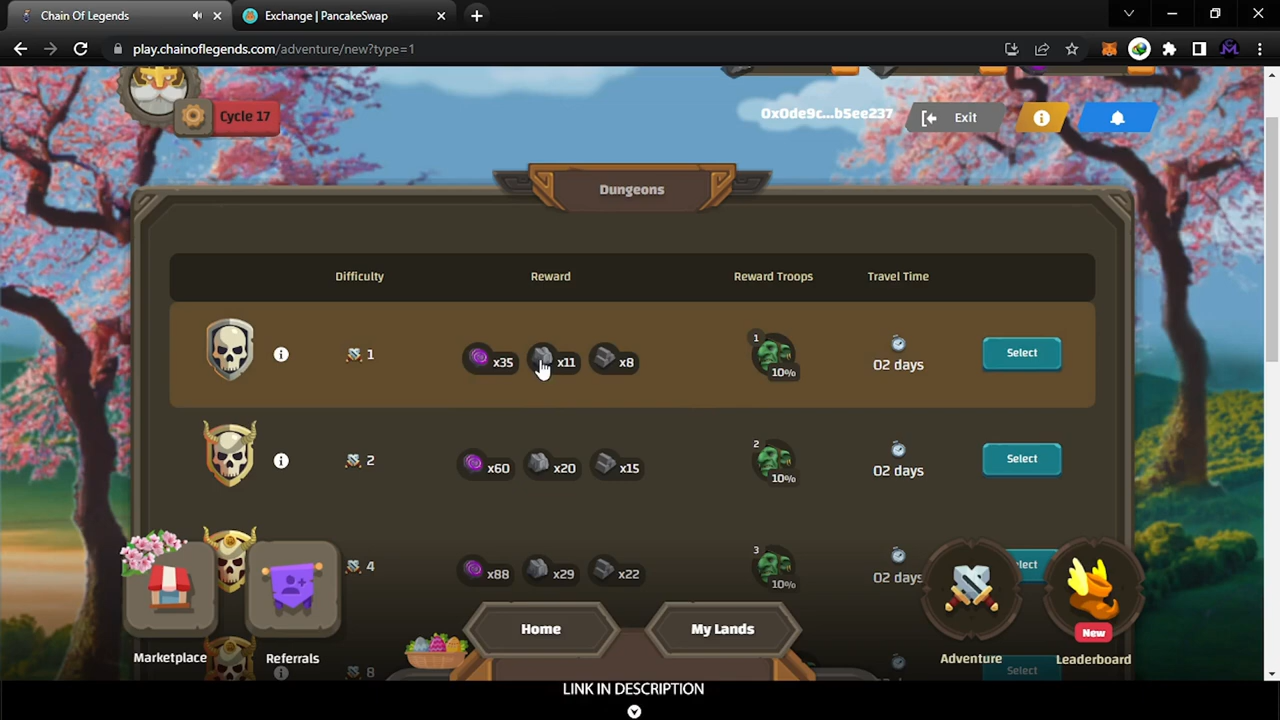 Chain Of Legends
Exchange | PancakeSwap
play.chainoflegends.com/adventure/new?type=1
Cycle 17
0x0de9c...b5ee237
Exit
Dungeons
Difficulty Reward Reward Troops Travel Time
1 x35 x11 x8 1 10% 02 days Select
2 x60 x20 x15 2 10% 02 days Select
4 x88 x29 x22 3 10% 02 days
8 Select
Home
My Lands
Marketplace
Referrals
Adventure
New
Leaderboard
LINK IN DESCRIPTION